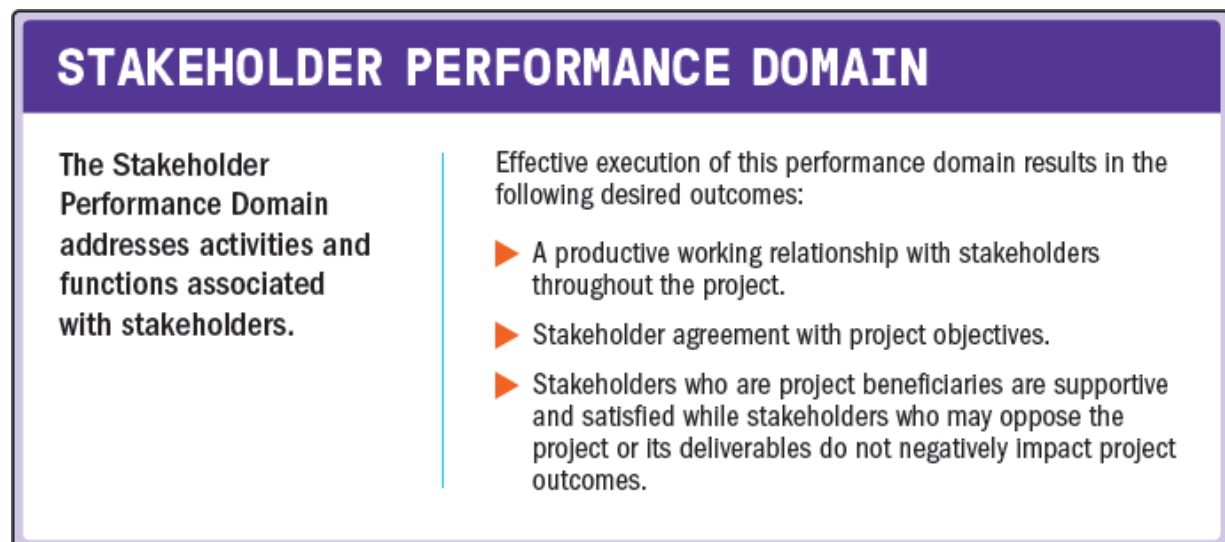 STAKEHOLDER PERFORMANCE DOMAIN
The Stakeholder
Performance Domain
addresses activities and
functions associated
with stakeholders.
Effective execution of this performance domain results in the
following desired outcomes:
A productive working relationship with stakeholders
throughout the project.
Stakeholder agreement with project objectives.
Stakeholders who are project beneficiaries are supportive
and satisfied while stakeholders who may oppose the
project or its deliverables do not negatively impact project
outcomes.